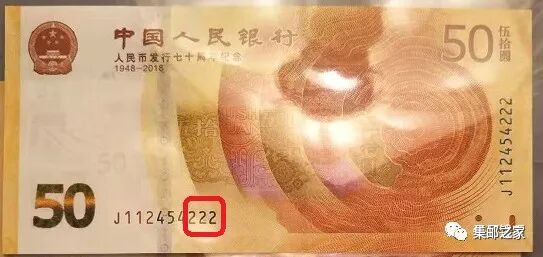 中国人民银行
人民币发行七十周年纪念
1948-2018
50 伍拾圆
50
J112454222
50 J112454222
集邮之家